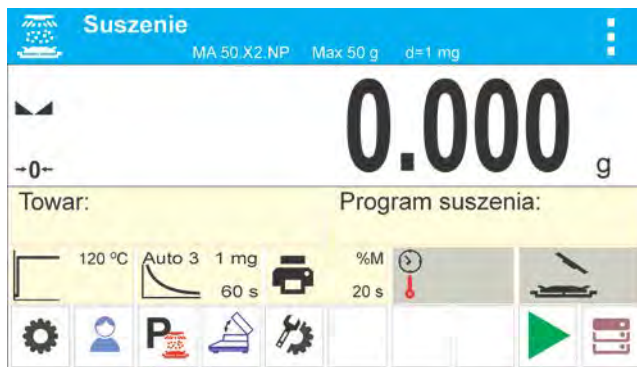 Suszenie
MA 50.X2.NP Max 50 g d=1 mg
0.000 g
→0←
Towar: Program suszenia:
120 ºC Auto 3 1 mg %M
60 s 20 s
P